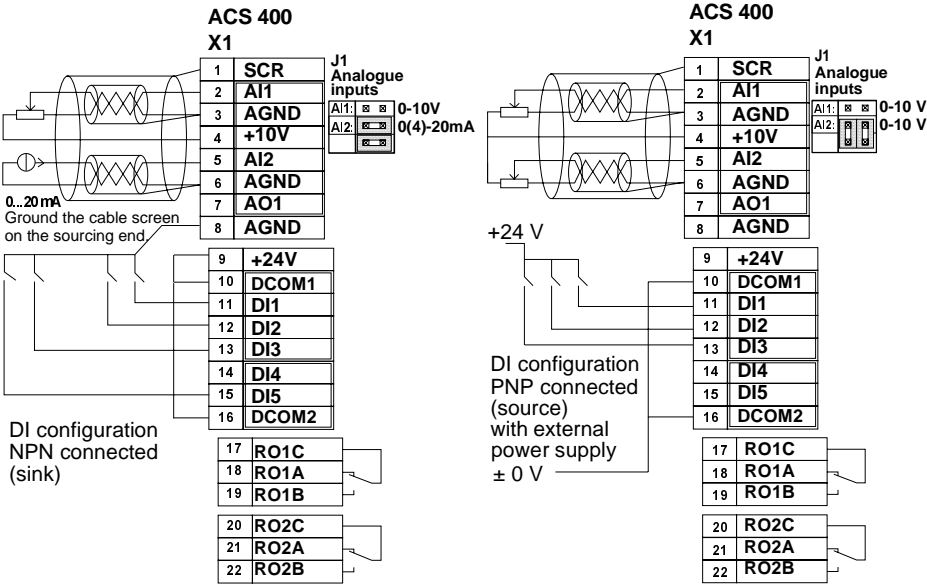 ACS 400
X1
1 SCR
2 AI1
3 AGND
4 +10V
5 AI2
6 AGND
7 AO1
8 AGND
J1
Analogue
inputs
AI1: 0-10V
AI2: 0(4)-20mA
0...20 mA
Ground the cable screen
on the sourcing end.
9 +24V
10 DCOM1
11 DI1
12 DI2
13 DI3
14 DI4
15 DI5
16 DCOM2
DI configuration
NPN connected
(sink)
17 RO1C
18 RO1A
19 RO1B
20 RO2C
21 RO2A
22 RO2B
ACS 400
X1
1 SCR
2 AI1
3 AGND
4 +10V
5 AI2
6 AGND
7 AO1
8 AGND
J1
Analogue
inputs
AI1: 0-10 V
AI2: 0-10 V
+24 V
9 +24V
10 DCOM1
11 DI1
12 DI2
13 DI3
14 DI4
15 DI5
16 DCOM2
DI configuration
PNP connected
(source)
with external
power supply
± 0 V
17 RO1C
18 RO1A
19 RO1B
20 RO2C
21 RO2A
22 RO2B